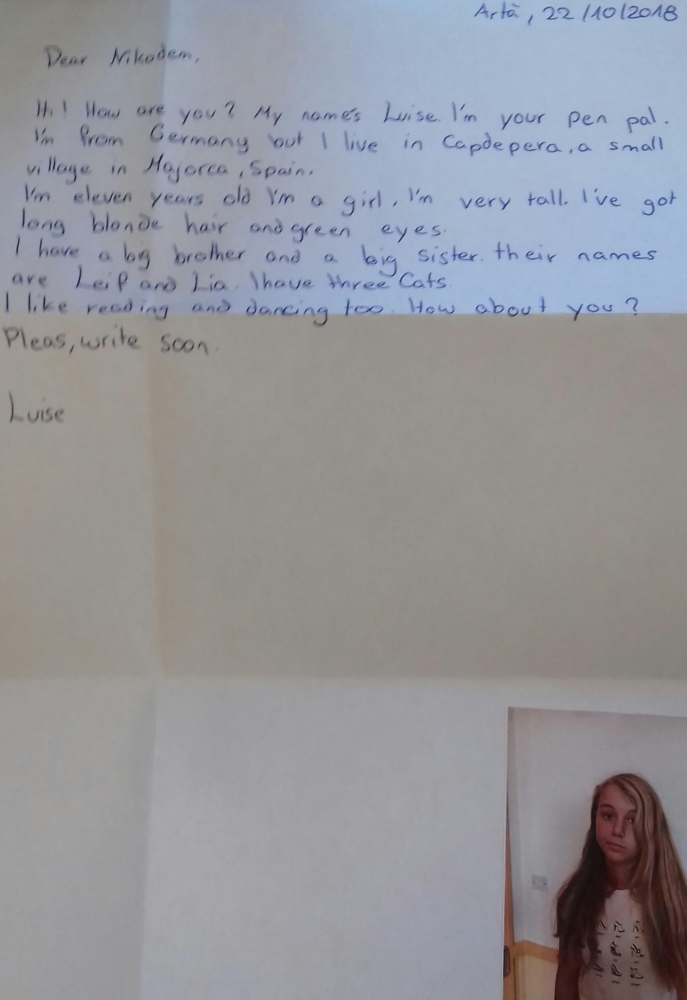 Artà, 22/10/2018
Dear Nikodem,
Hi! How are you? My name's Luise. I'm your pen pal.
I'm from Germany but I live in Capdepera, a small
village in Majorca, Spain.
I'm eleven years old I'm a girl, I'm very tall. I've got
long blonde hair and green eyes.
I have a big brother and a big sister. their names
are Leif and Lia. I have three Cats.
I like reading and dancing too. How about you?
Pleas, write soon.
Luise